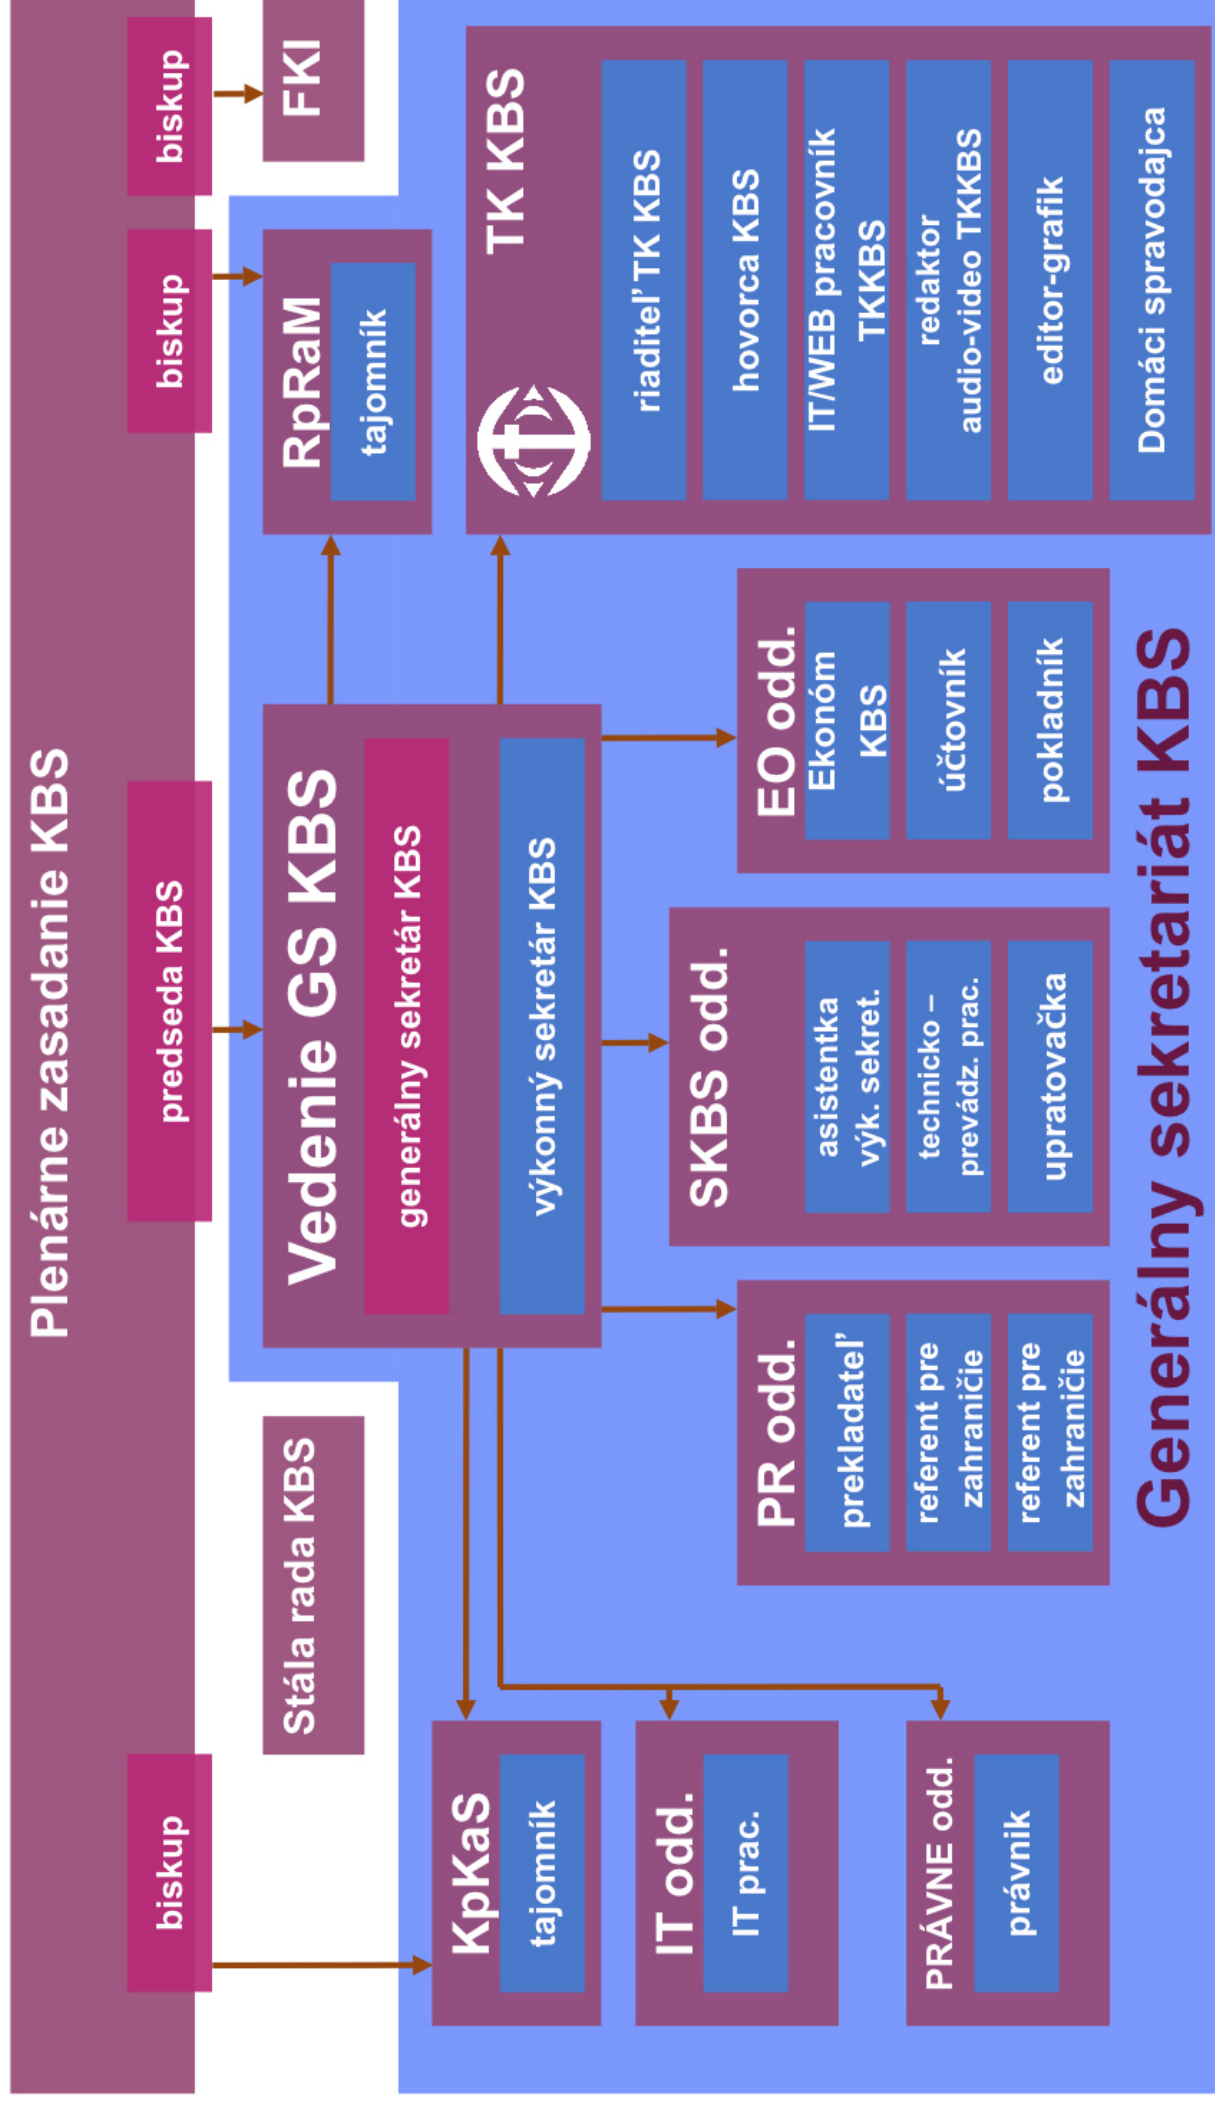 Plenárne zasadanie KBS
biskup
predseda KBS
biskup
biskup
Stála rada KBS
Vedenie GS KBS
generálny sekretár KBS
výkonný sekretár KBS
RpRaM
tajomník
FKI
KpKaS
tajomník
IT odd.
IT prac.
PRÁVNE odd.
právnik
PR odd.
prekladateľ
referent pre
zahraničie
referent pre
zahraničie
SKBS odd.
asistentka
výk. sekret.
technicko –
prevádz. prac.
upratovačka
EO odd.
Ekonóm
KBS
účtovník
pokladník
TK KBS
riaditeľ TK KBS
hovorca KBS
IT/WEB pracovník
TKKBS
redaktor
audio-video TKKBS
editor-grafik
Domáci spravodajca
Generálny sekretariát KBS